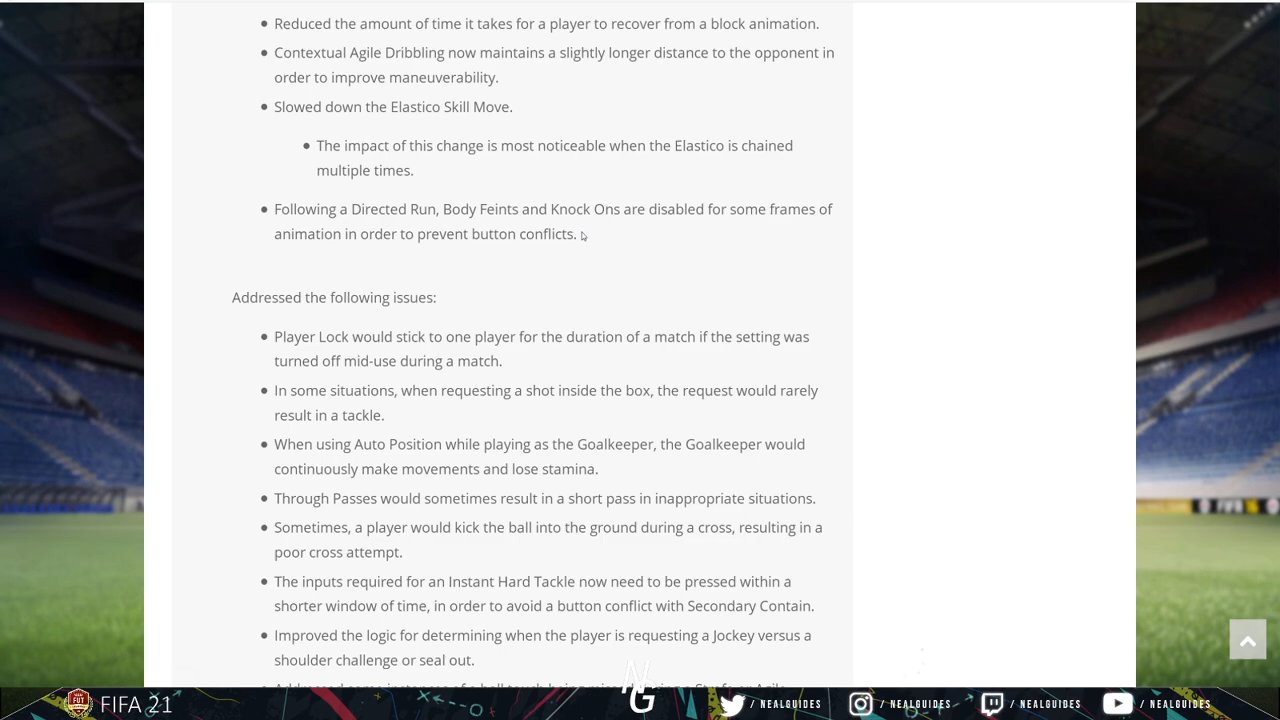 Reduced the amount of time it takes for a player to recover from a block animation.
Contextual Agile Dribbling now maintains a slightly longer distance to the opponent in
order to improve maneuverability.
Slowed down the Elastico Skill Move.
The impact of this change is most noticeable when the Elastico is chained
multiple times.
Following a Directed Run, Body Feints and Knock Ons are disabled for some frames of
animation in order to prevent button conflicts.
Addressed the following issues:
Player Lock would stick to one player for the duration of a match if the setting was
turned off mid-use during a match.
In some situations, when requesting a shot inside the box, the request would rarely
result in a tackle.
When using Auto Position while playing as the Goalkeeper, the Goalkeeper would
continuously make movements and lose stamina.
Through Passes would sometimes result in a short pass in inappropriate situations.
Sometimes, a player would kick the ball into the ground during a cross, resulting in a
poor cross attempt.
The inputs required for an Instant Hard Tackle now need to be pressed within a
shorter window of time, in order to avoid a button conflict with Secondary Contain.
Improved the logic for determining when the player is requesting a Jockey versus a
shoulder challenge or seal out.
FIFA 21
NG
/ NEALGUIDES
/ NEALGUIDES
/ NEALGUIDES
/ NEALGUIDES